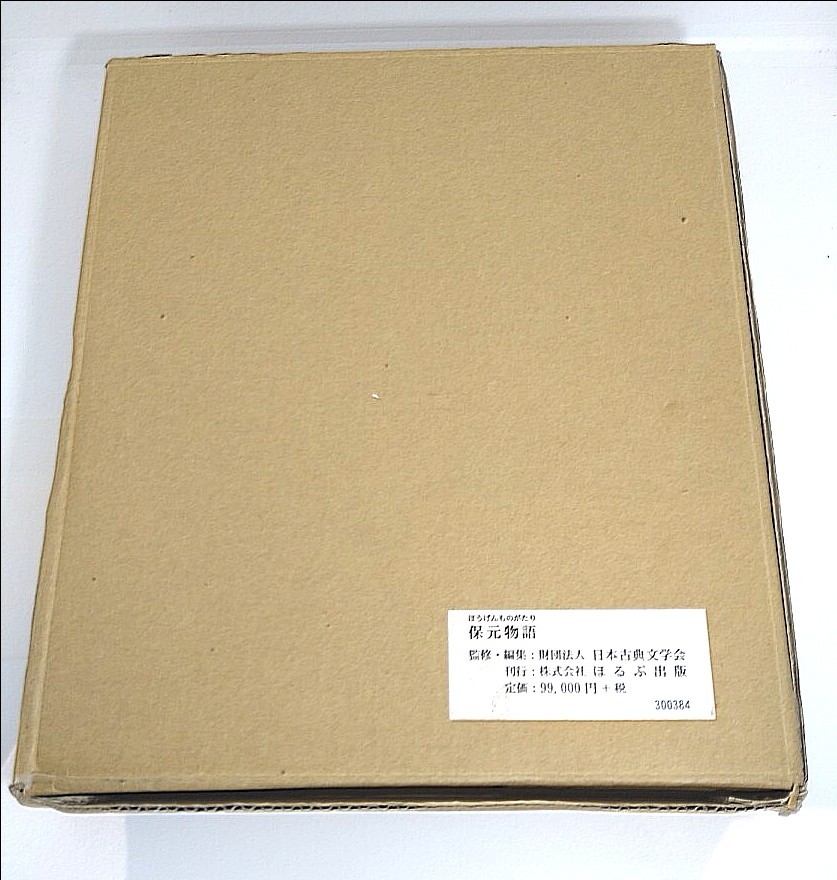 ほうげんものがたり
保元物語
監修・編集：財団法人 日本古典文学会
刊行：株式会社 ほるぷ出版
定価：99,000円＋税
300384